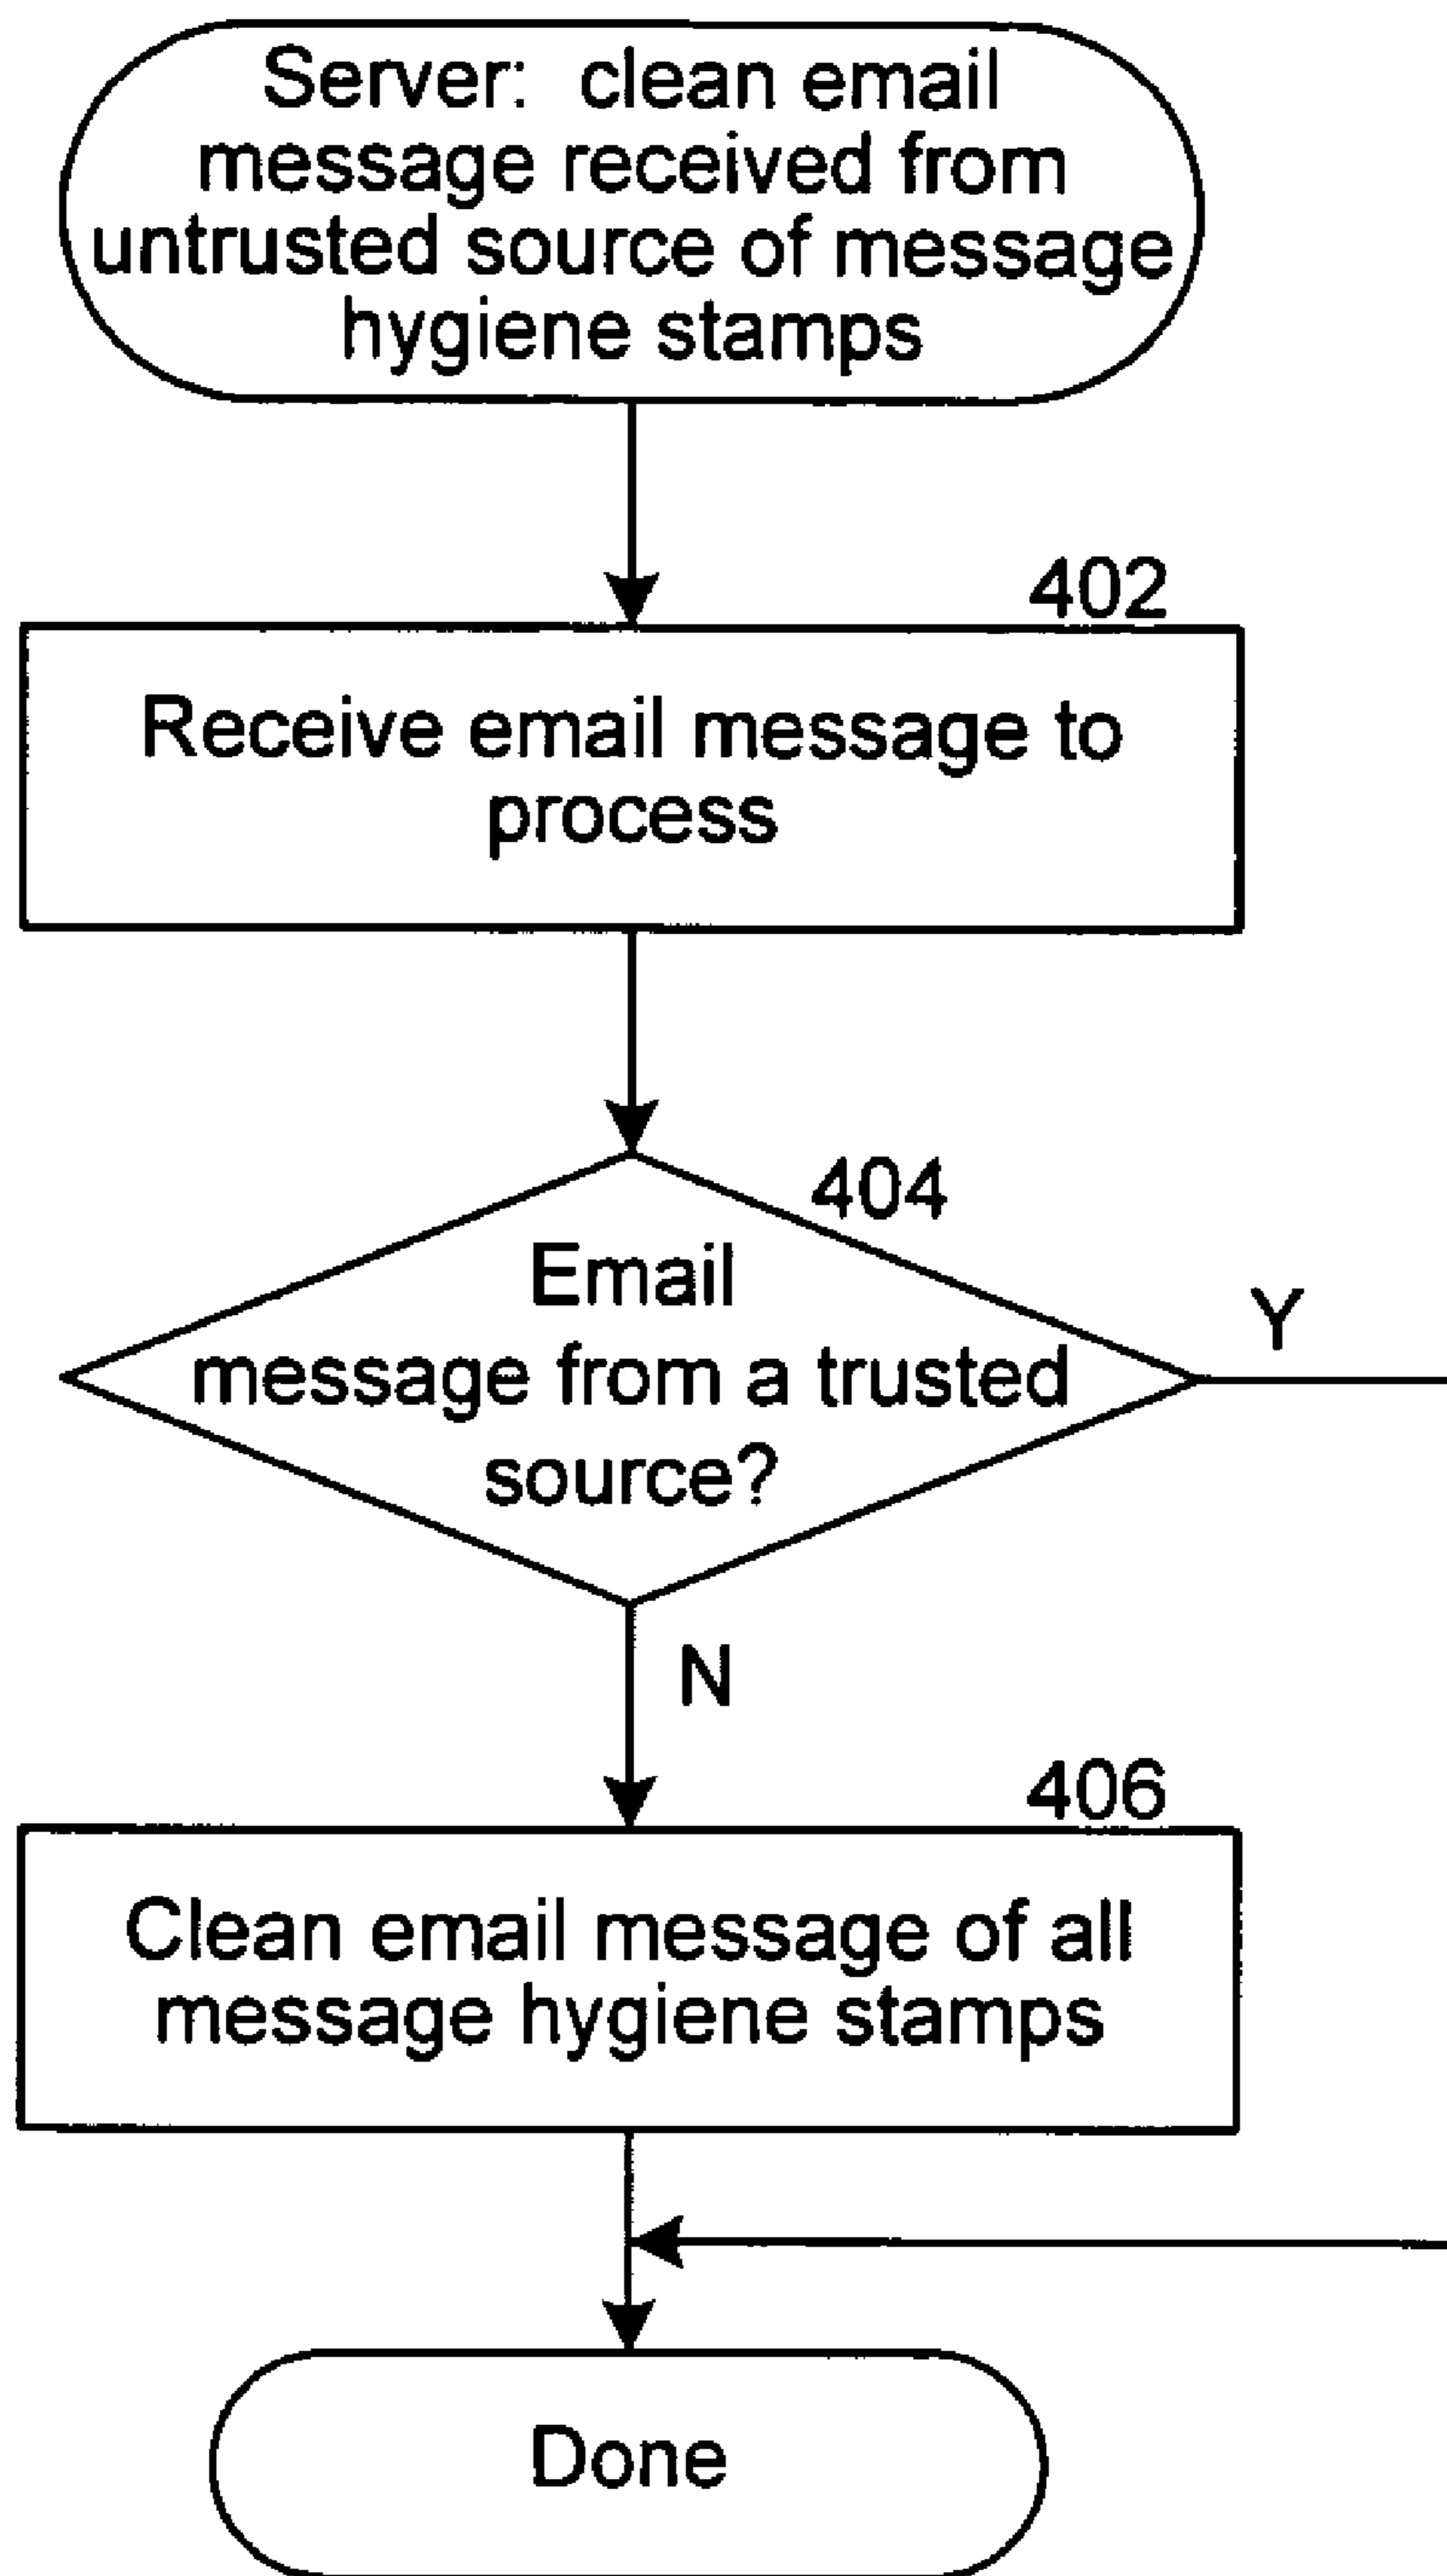 Server: clean email
message received from
untrusted source of message
hygiene stamps
402
Receive email message to
process
404
Email
message from a trusted
source?
Y
N
406
Clean email message of all
message hygiene stamps
Done